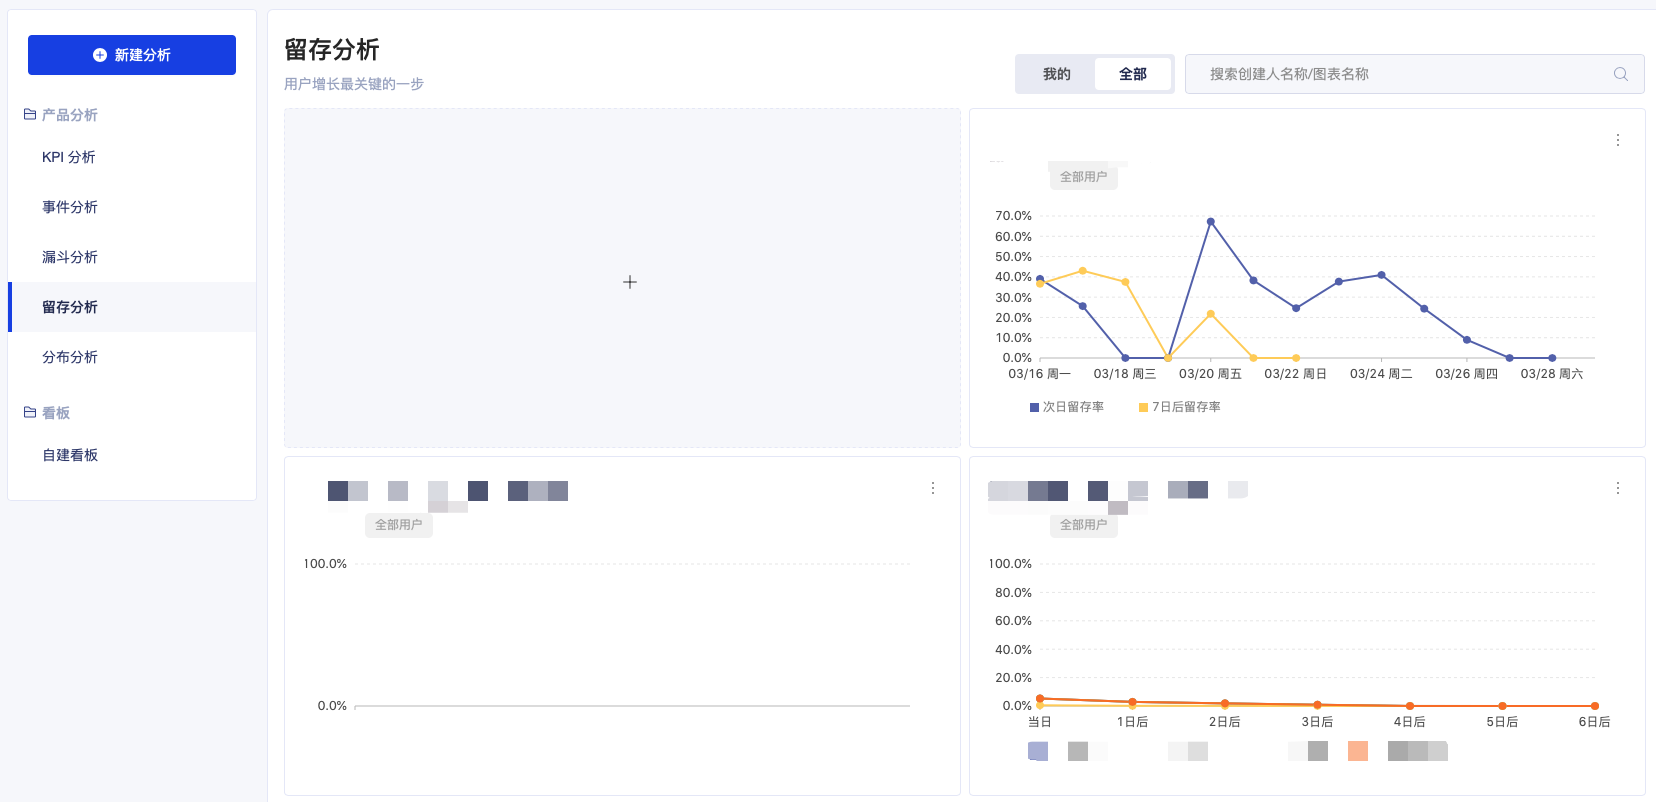 新建分析
产品分析
KPI 分析
事件分析
漏斗分析
留存分析
分布分析
看板
自建看板
留存分析
用户增长最关键的一步
我的
全部
搜索创建人名称/图表名称
全部用户
70.0%
60.0%
50.0%
40.0%
30.0%
20.0%
10.0%
0.0%
03/16 周一 03/18 周三 03/20 周五 03/22 周日 03/24 周二 03/26 周四 03/28 周六
次日留存率 7日后留存率
全部用户
100.0%
0.0%
全部用户
100.0%
80.0%
60.0%
40.0%
20.0%
0.0%
当日 1日后 2日后 3日后 4日后 5日后 6日后